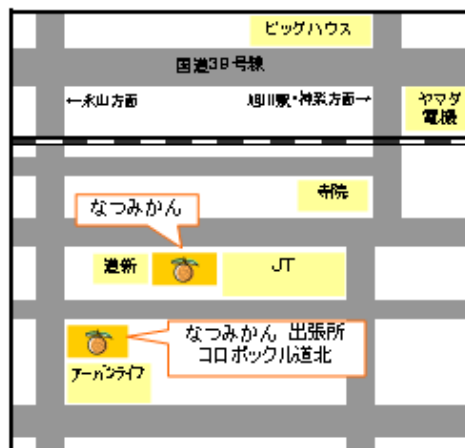 ビッグハウス
国道39号線
←永山方面
旭川駅・神楽方面→
ヤマダ
電機
寺院
なつみかん
道新
JT
なつみかん 出張所
コロポックル道北
アーバンライフ